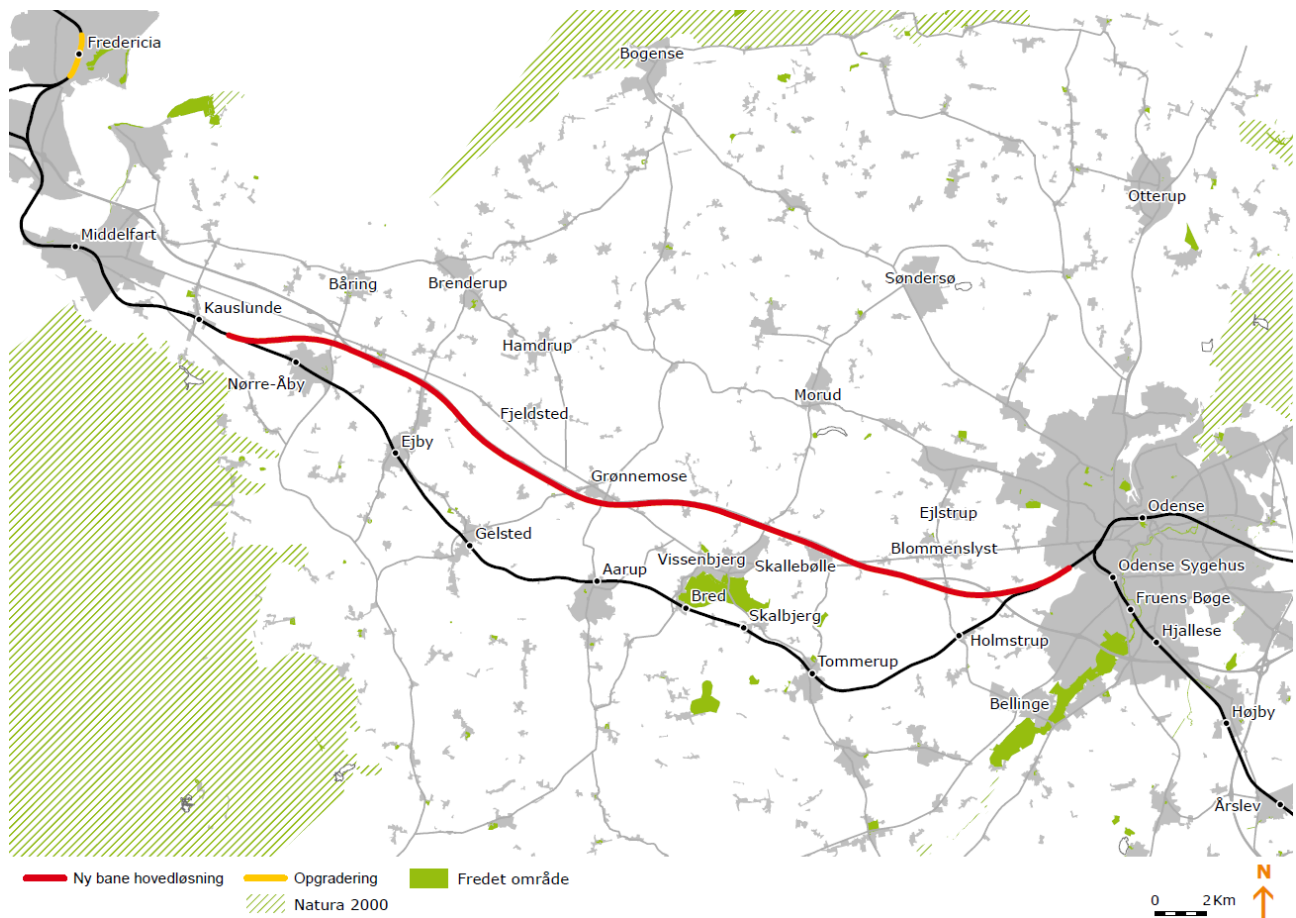 Fredericia
Bogense
Otterup
Middelfart
Søndersø
Båring
Brenderup
Kauslunde
Hamdrup
Nørre-Åby
Morud
Fjeldsted
Ejby
Grønnemose
Odense
Ejlstrup
Gelsted
Blommenslyst
Vissenbjerg
Skallebølle
Aarup
Odense Sygehus
Bred
Fruens Bøge
Skalbjerg
Hjallese
Holmstrup
Tommerup
Bellinge
Højby
Årslev
Ny bane hovedløsning
Opgradering
Fredet område
Natura 2000
N
0 2 Km